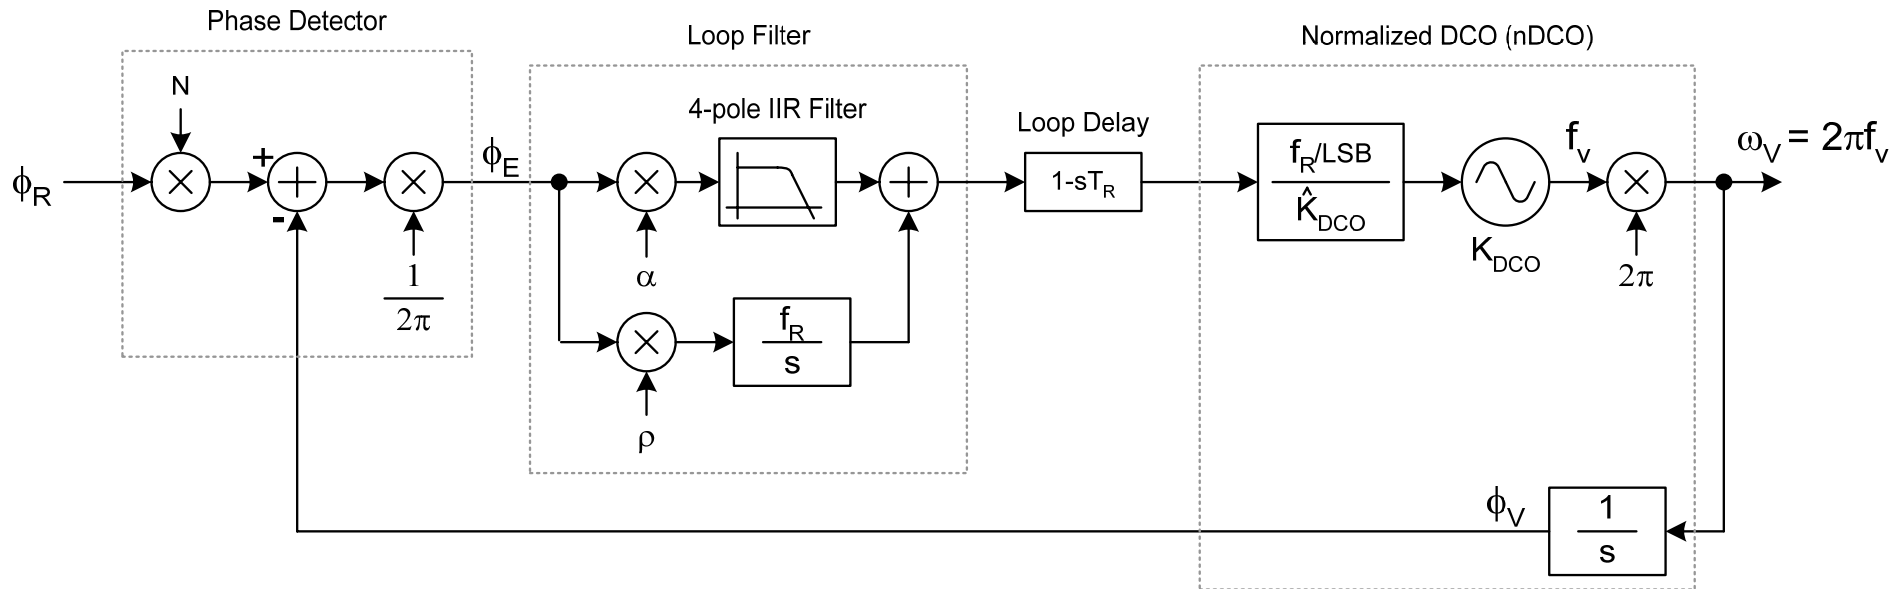 Phase Detector
Loop Filter
Normalized DCO (nDCO)
N
4-pole IIR Filter
Loop Delay
ϕR
+
-
ϕE
1-sTR
fR/LSB
K̂DCO
fv
ωV = 2πfv
KDCO
1
2π
α
2π
fR
s
ρ
ϕV
1
s